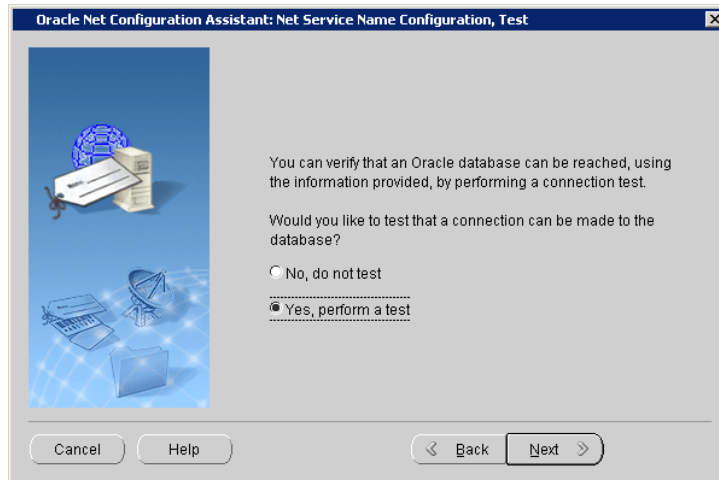 Oracle Net Configuration Assistant: Net Service Name Configuration, Test
You can verify that an Oracle database can be reached, using
the information provided, by performing a connection test.
Would you like to test that a connection can be made to the
database?
No, do not test
Yes, perform a test
Cancel
Help
Back
Next